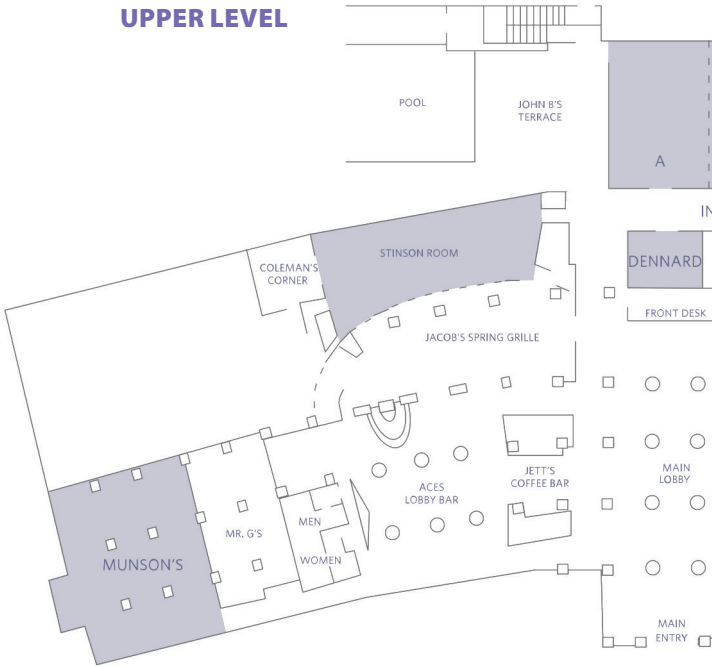 UPPER LEVEL
POOL
JOHN B'S
TERRACE
A
IN
STINSON ROOM
COLEMAN'S
CORNER
DENNARD
FRONT DESK
JACOB'S SPRING GRILLE
MAIN
LOBBY
JETT'S
COFFEE BAR
ACES
LOBBY BAR
MEN
MR. G'S
WOMEN
MUNSON'S
MAIN
ENTRY